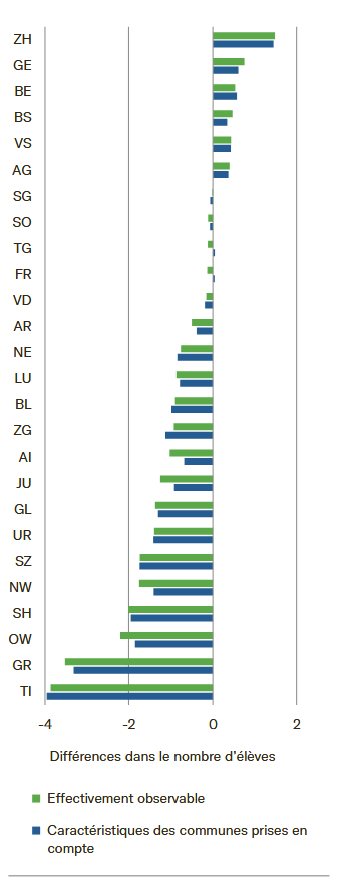 ZH
GE
BE
BS
VS
AG
SG
SO
TG
FR
VD
AR
NE
LU
BL
ZG
AI
JU
GL
UR
SZ
NW
SH
OW
GR
TI
-4 -2 0 2
Différences dans le nombre d'élèves
Effectivement observable
Caractéristiques des communes prises en
compte